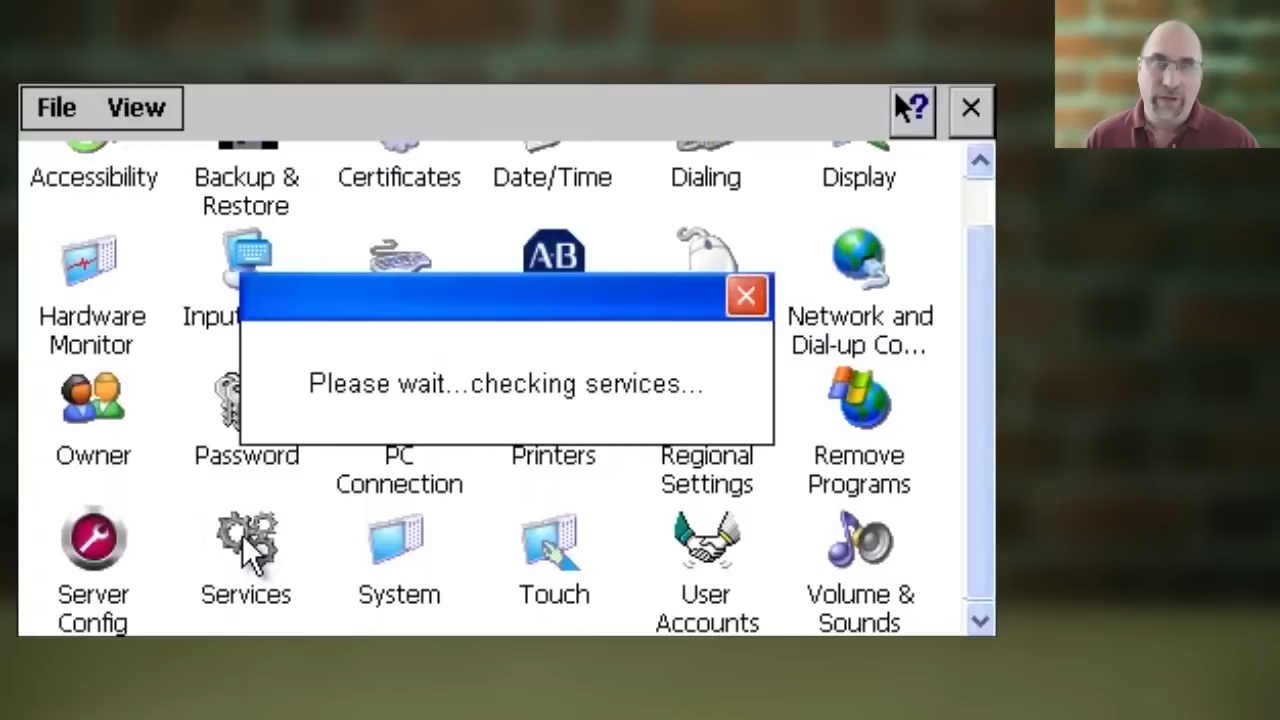 File View ?
Accessibility Backup & Certificates Date/Time Dialing Display
Restore
AB
Hardware Input Network and
Monitor Dial-up Co...
Please wait...checking services...
Owner Password PC Printers Regional Remove
Connection Settings Programs
Server Services System Touch User Volume &
Config Accounts Sounds